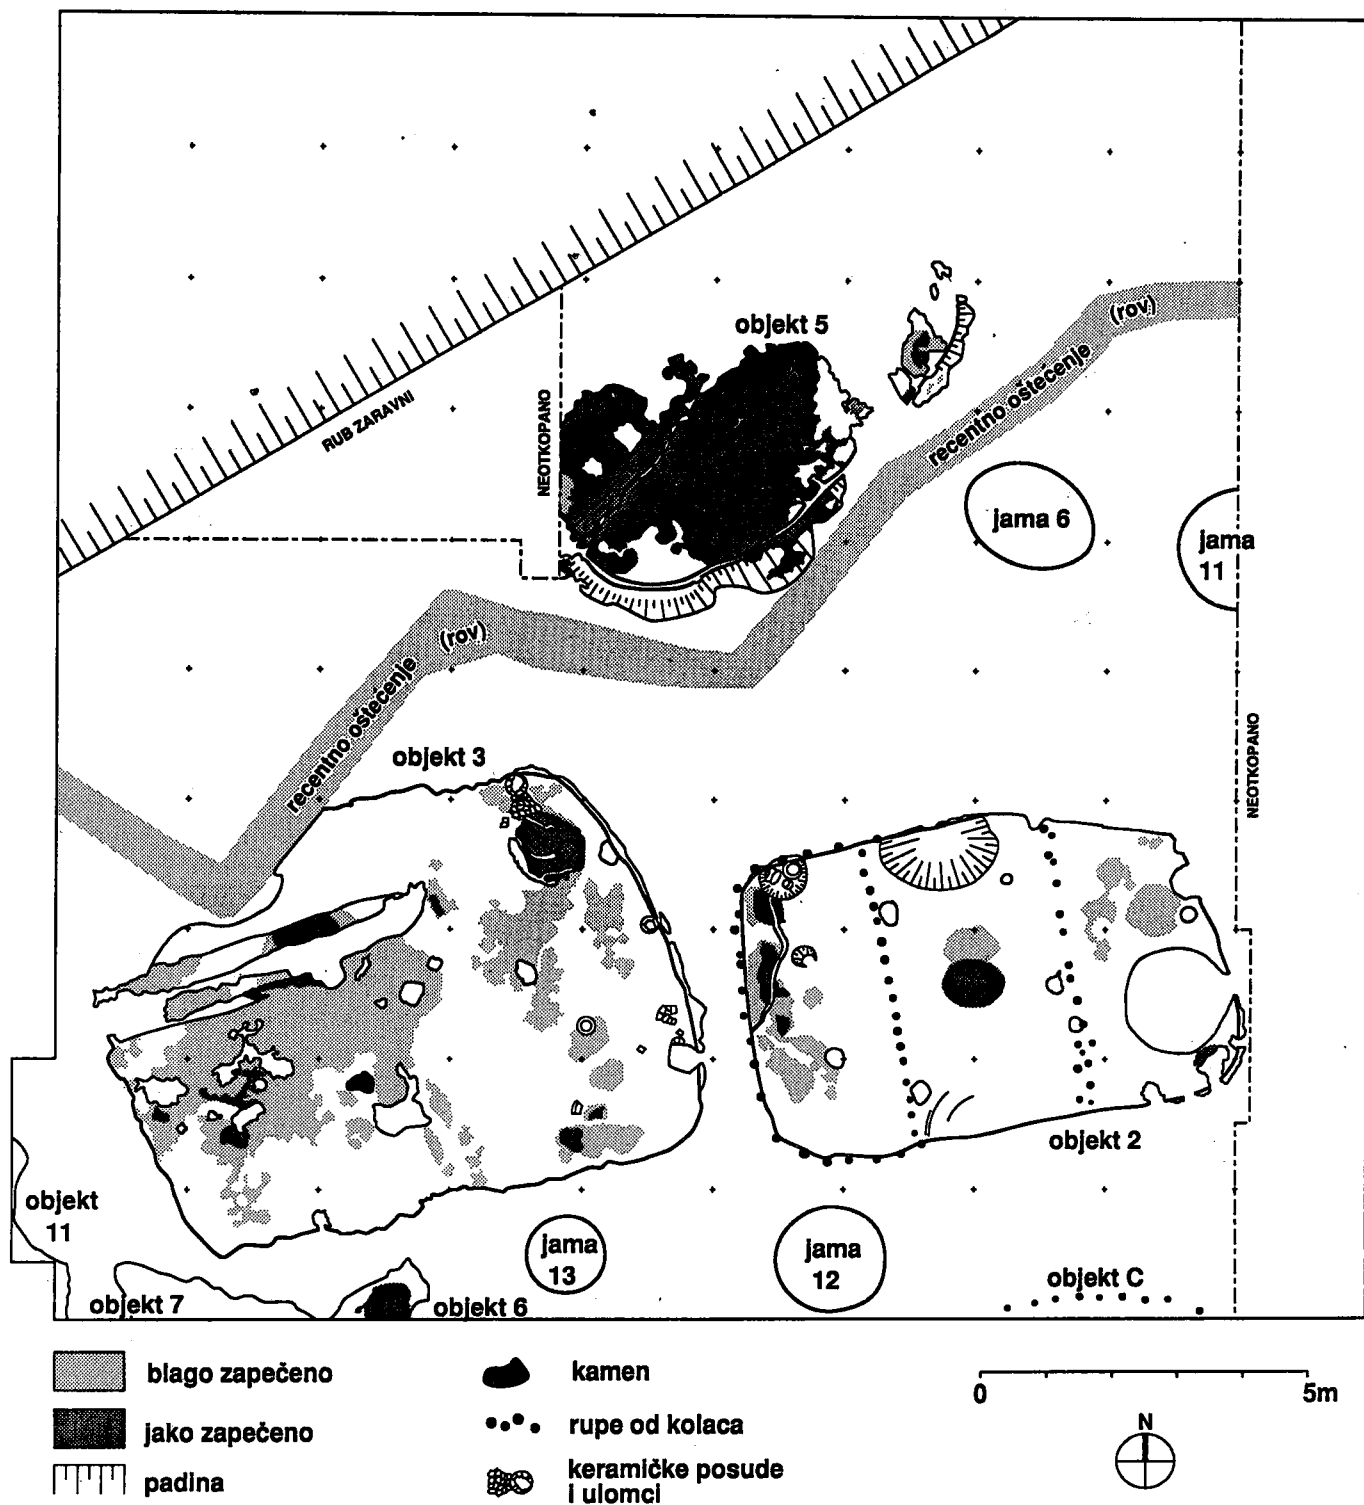 objekt 5
(rov)
recentno oštećenje
RUB ZARAVNI
NEOTKOPANO
jama 6
jama
11
(rov)
recentno oštećenje
NEOTKOPANO
objekt 3
objekt 2
objekt
11
jama
13
jama
12
objekt C
objekt 7
objekt 6
blago zapečeno
jako zapečeno
padina
kamen
rupe od kolaca
keramičke posude
i ulomci
0
5m
N